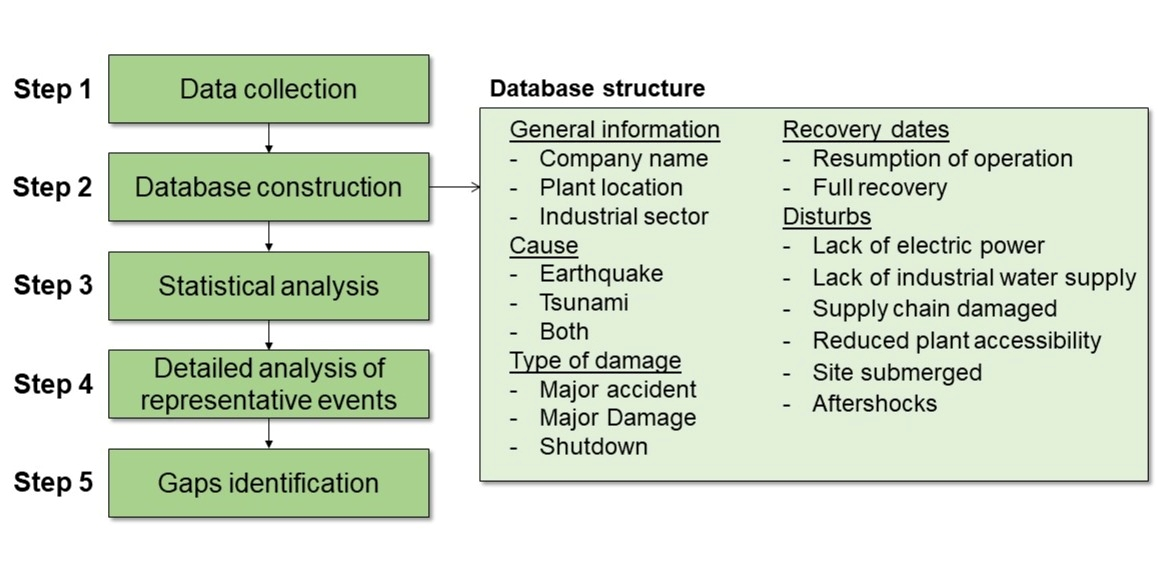 Step 1
Data collection
Step 2
Database construction
Step 3
Statistical analysis
Step 4
Detailed analysis of
representative events
Step 5
Gaps identification
Database structure
General information
- Company name
- Plant location
- Industrial sector
Cause
- Earthquake
- Tsunami
- Both
Type of damage
- Major accident
- Major Damage
- Shutdown
Recovery dates
- Resumption of operation
- Full recovery
Disturbs
- Lack of electric power
- Lack of industrial water supply
- Supply chain damaged
- Reduced plant accessibility
- Site submerged
- Aftershocks